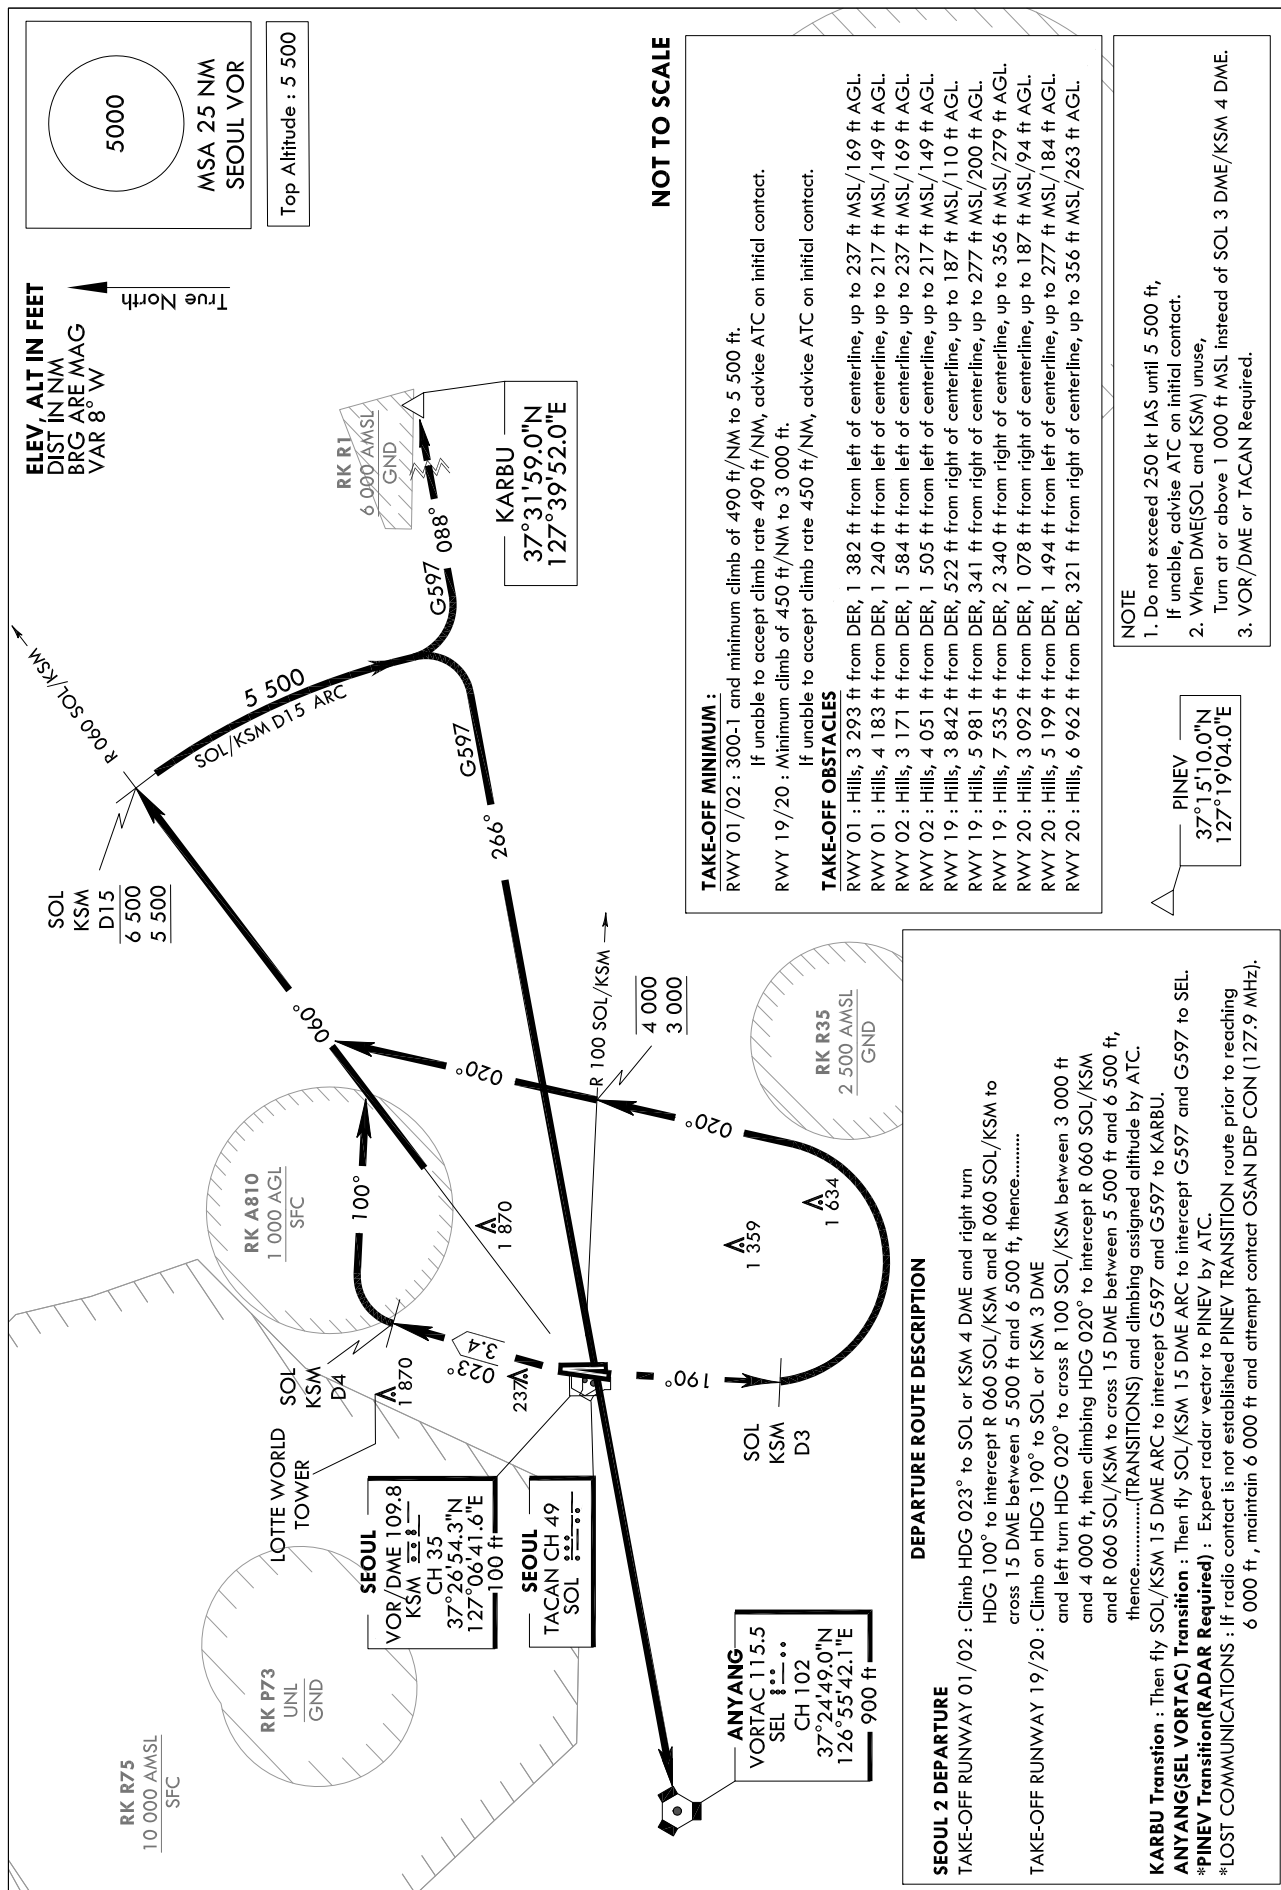 ELEV, ALT IN FEET
DIST IN NM
BRG ARE MAG
VAR 8° W
True North
5000
MSA 25 NM
SEOUL VOR
Top Altitude : 5 500
RK R75
10 000 AMSL
SFC
RK P73
UNL
GND
RK A810
1 000 AGL
SFC
RK R1
6 000 AMSL
GND
RK R35
2 500 AMSL
GND
SOL
KSM
D15
6 500
5 500
R 060 SOL/KSM
5 500
SOL/KSM D15 ARC
G597
088°
KARBU
37°31'59.0"N
127°39'52.0"E
G597
266°
060°
020°
R 100 SOL/KSM
4 000
3 000
020°
100°
SOL
KSM
D4
LOTTE WORLD
TOWER
1 870
1 870
237
023°
3.4
1 359
1 634
190°
SOL
KSM
D3
SEOUL
VOR/DME 109.8
KSM
CH 35
37°26'54.3"N
127°06'41.6"E
100 ft
SEOUL
TACAN CH 49
SOL
ANYANG
VORTAC 115.5
SEL
CH 102
37°24'49.0"N
126°55'42.1"E
900 ft
NOT TO SCALE
TAKE-OFF MINIMUM :
RWY 01/02 : 300-1 and minimum climb of 490 ft/NM to 5 500 ft.
If unable to accept climb rate 490 ft/NM, advice ATC on initial contact.
RWY 19/20 : Minimum climb of 450 ft/NM to 3 000 ft.
If unable to accept climb rate 450 ft/NM, advice ATC on initial contact.
TAKE-OFF OBSTACLES
RWY 01 : Hills, 3 293 ft from DER, 1 382 ft from left of centerline, up to 237 ft MSL/169 ft AGL.
RWY 01 : Hills, 4 183 ft from DER, 1 240 ft from left of centerline, up to 217 ft MSL/149 ft AGL.
RWY 02 : Hills, 3 171 ft from DER, 1 584 ft from left of centerline, up to 237 ft MSL/169 ft AGL.
RWY 02 : Hills, 4 051 ft from DER, 1 505 ft from left of centerline, up to 217 ft MSL/149 ft AGL.
RWY 19 : Hills, 3 842 ft from DER, 522 ft from right of centerline, up to 187 ft MSL/110 ft AGL.
RWY 19 : Hills, 5 981 ft from DER, 341 ft from right of centerline, up to 277 ft MSL/200 ft AGL.
RWY 19 : Hills, 7 535 ft from DER, 2 340 ft from right of centerline, up to 356 ft MSL/279 ft AGL.
RWY 20 : Hills, 3 092 ft from DER, 1 078 ft from right of centerline, up to 187 ft MSL/94 ft AGL.
RWY 20 : Hills, 5 199 ft from DER, 1 494 ft from left of centerline, up to 277 ft MSL/184 ft AGL.
RWY 20 : Hills, 6 962 ft from DER, 321 ft from right of centerline, up to 356 ft MSL/263 ft AGL.
PINEV
37°15'10.0"N
127°19'04.0"E
NOTE
1. Do not exceed 250 kt IAS until 5 500 ft,
If unable, advise ATC on initial contact.
2. When DME(SOL and KSM) unuse,
Turn at or above 1 000 ft MSL instead of SOL 3 DME/KSM 4 DME.
3. VOR/DME or TACAN Required.
DEPARTURE ROUTE DESCRIPTION
SEOUL 2 DEPARTURE
TAKE-OFF RUNWAY 01/02 : Climb HDG 023° to SOL or KSM 4 DME and right turn
HDG 100° to intercept R 060 SOL/KSM and R 060 SOL/KSM to
cross 15 DME between 5 500 ft and 6 500 ft, thence...........
TAKE-OFF RUNWAY 19/20 : Climb on HDG 190° to SOL or KSM 3 DME
and left turn HDG 020° to cross R 100 SOL/KSM between 3 000 ft
and 4 000 ft, then climbing HDG 020° to intercept R 060 SOL/KSM
and R 060 SOL/KSM to cross 15 DME between 5 500 ft and 6 500 ft,
thence............(TRANSITIONS) and climbing assigned altitude by ATC.
KARBU Transtion : Then fly SOL/KSM 15 DME ARC to intercept G597 and G597 to KARBU.
ANYANG(SEL VORTAC) Transition : Then fly SOL/KSM 15 DME ARC to intercept G597 and G597 to SEL.
*PINEV Transition(RADAR Required) : Expect radar vector to PINEV by ATC.
*LOST COMMUNICATIONS : If radio contact is not established PINEV TRANSITION route prior to reaching
6 000 ft , maintain 6 000 ft and attempt contact OSAN DEP CON (127.9 MHz).